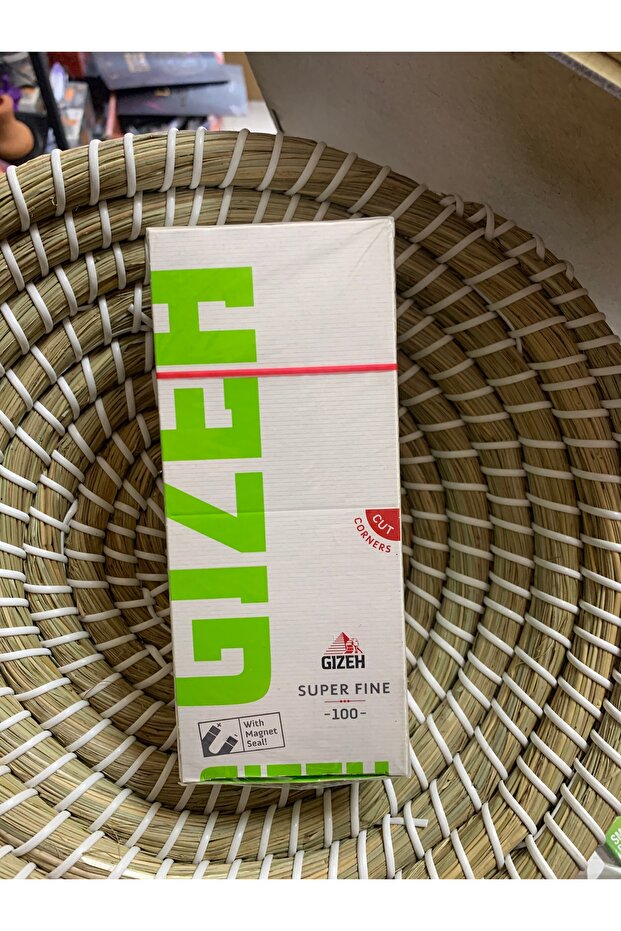 GIZEH
CUT
CORNERS
GIZEH
SUPER FINE
-100-
With
Magnet
Seal!